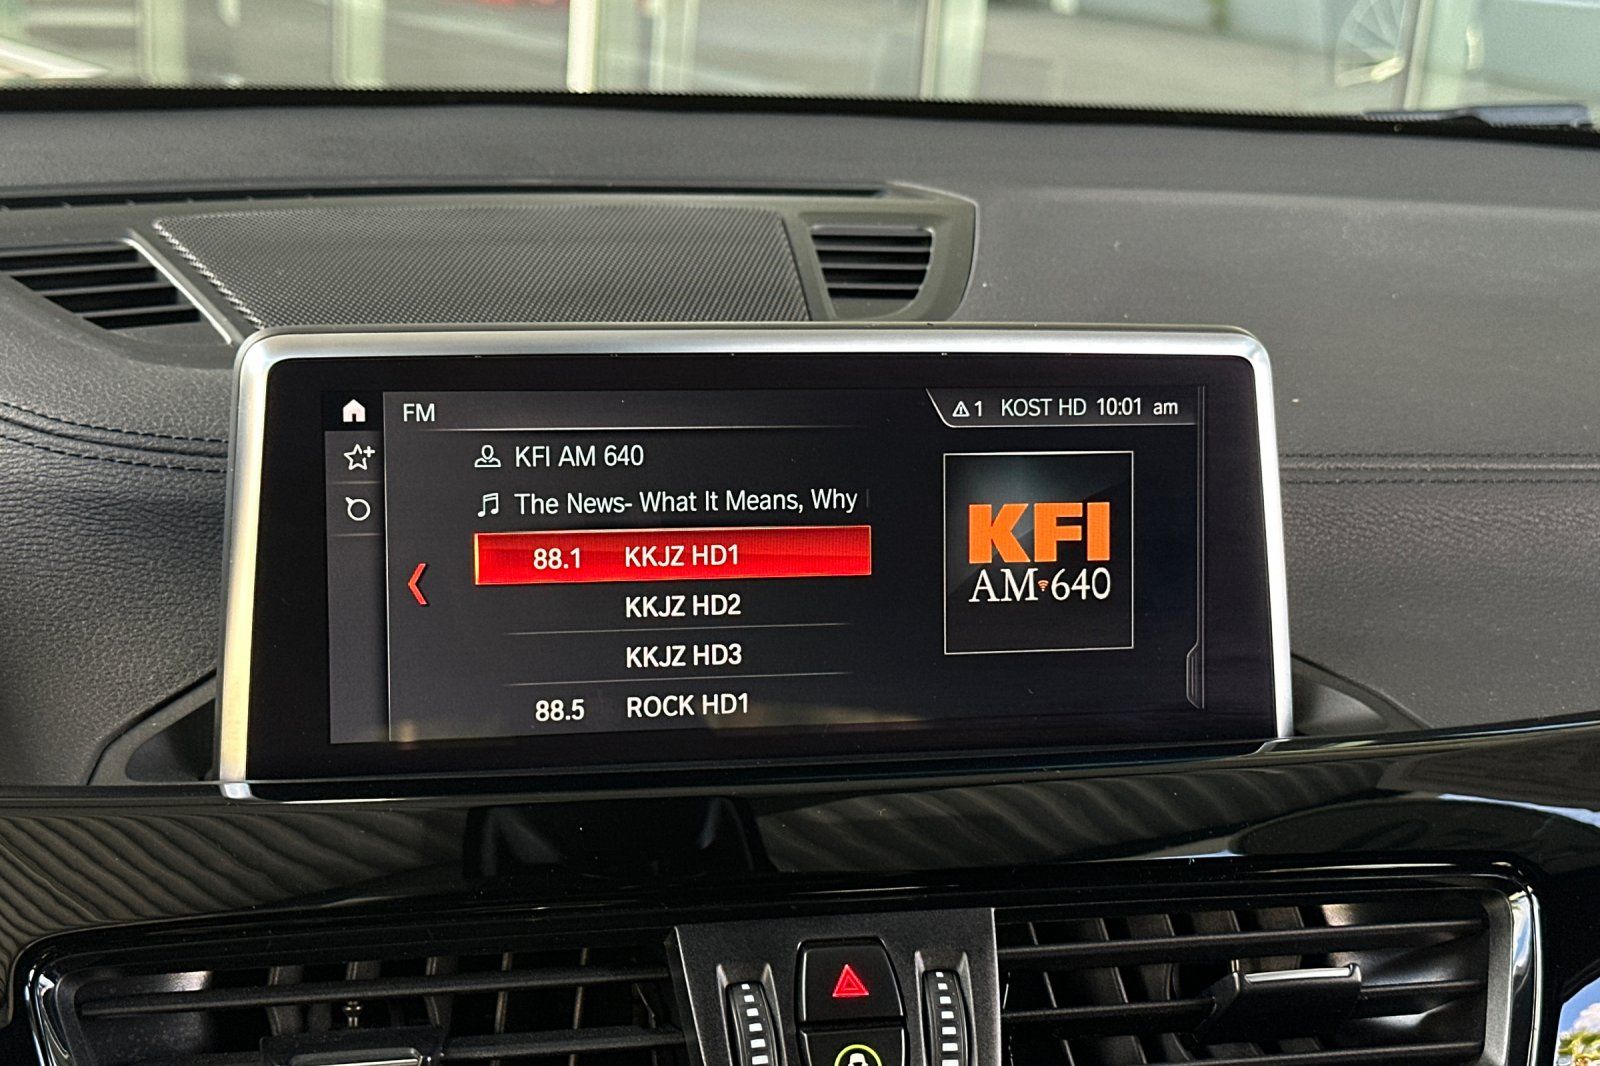 FM
1 KOST HD 10:01 am
KFI AM 640
The News- What It Means, Why
88.1 KKJZ HD1
KKJZ HD2
KKJZ HD3
88.5 ROCK HD1
KFI
AM 640